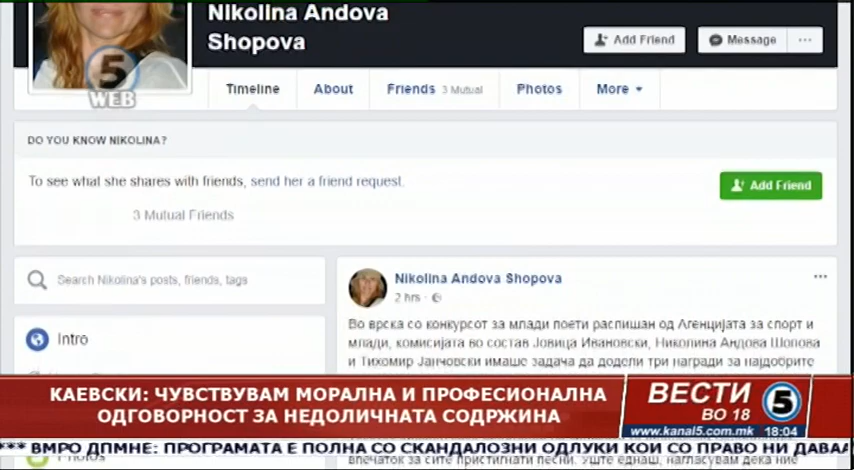 Nikolina Andova
Shopova
Add Friend
Message
5
WEB
Timeline About Friends 3 Mutual Photos More
DO YOU KNOW NIKOLINA?
To see what she shares with friends, send her a friend request.
Add Friend
3 Mutual Friends
Search Nikolina's posts, friends, tags
Nikolina Andova Shopova
2 hrs
Intro
Во врска со конкурсот за млади поети распишан од Агенцијата за спорт и
млади, комисијата во состав Јовица Ивановски, Николина Андова Шопова
и Тихомир Јанчовски имаше задача да додели три награди за најдобрите
КАЕВСКИ: ЧУВСТВУВАМ МОРАЛНА И ПРОФЕСИОНАЛНА
ОДГОВОРНОСТ ЗА НЕДОЛИЧНАТА СОДРЖИНА
ВЕСТИ 5
ВО 18
www.kanal5.com.mk 18:04
*** ВМРО ДПМНЕ: ПРОГРАМАТА Е ПОЛНА СО СКАНДАЛОЗНИ ОДЛУКИ КОИ СО ПРАВО НИ ДАВА
Photos
впечаток за сите пристигнати песни. Уште еднаш, нагласувам дека ние